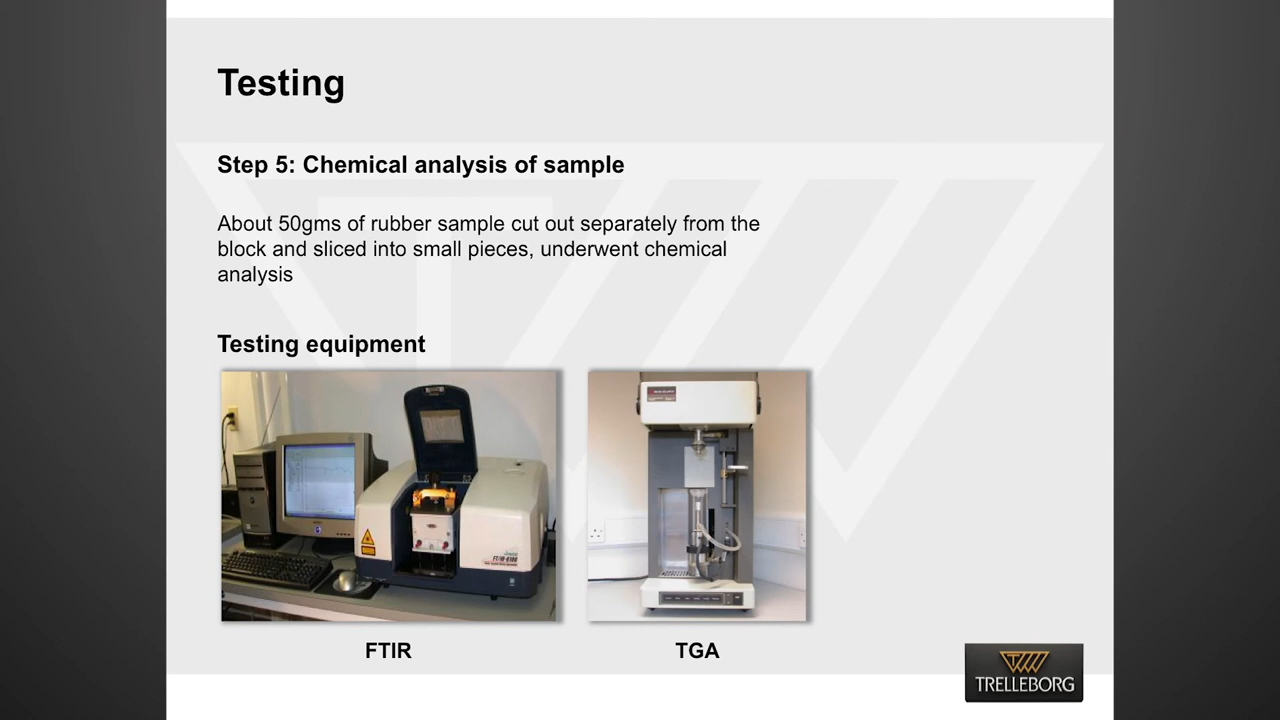 Testing
Step 5: Chemical analysis of sample
About 50gms of rubber sample cut out separately from the
block and sliced into small pieces, underwent chemical
analysis
Testing equipment
FTIR
TGA
TRELLEBORG